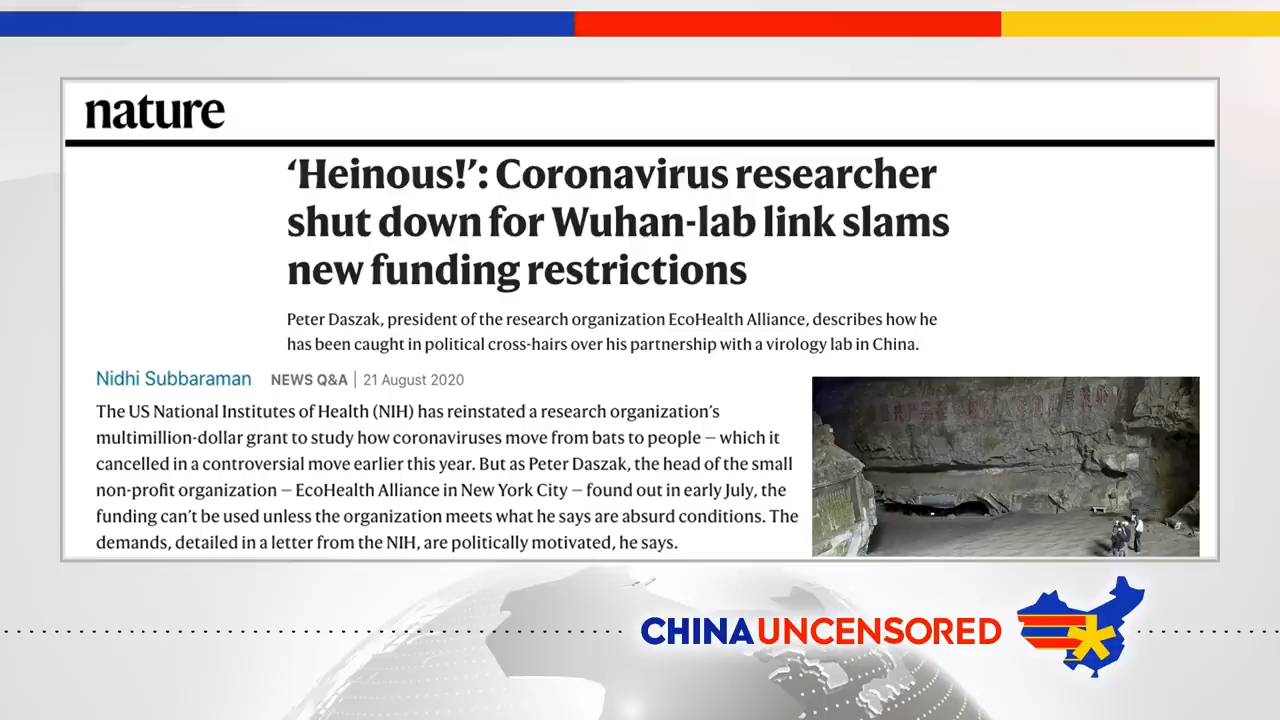 nature
‘Heinous!’: Coronavirus researcher
shut down for Wuhan-lab link slams
new funding restrictions
Peter Daszak, president of the research organization EcoHealth Alliance, describes how he
has been caught in political cross-hairs over his partnership with a virology lab in China.
Nidhi Subbaraman NEWS Q&A | 21 August 2020
The US National Institutes of Health (NIH) has reinstated a research organization’s
multimillion-dollar grant to study how coronaviruses move from bats to people – which it
cancelled in a controversial move earlier this year. But as Peter Daszak, the head of the small
non-profit organization – EcoHealth Alliance in New York City – found out in early July, the
funding can’t be used unless the organization meets what he says are absurd conditions. The
demands, detailed in a letter from the NIH, are politically motivated, he says.
CHINA UNCENSORED